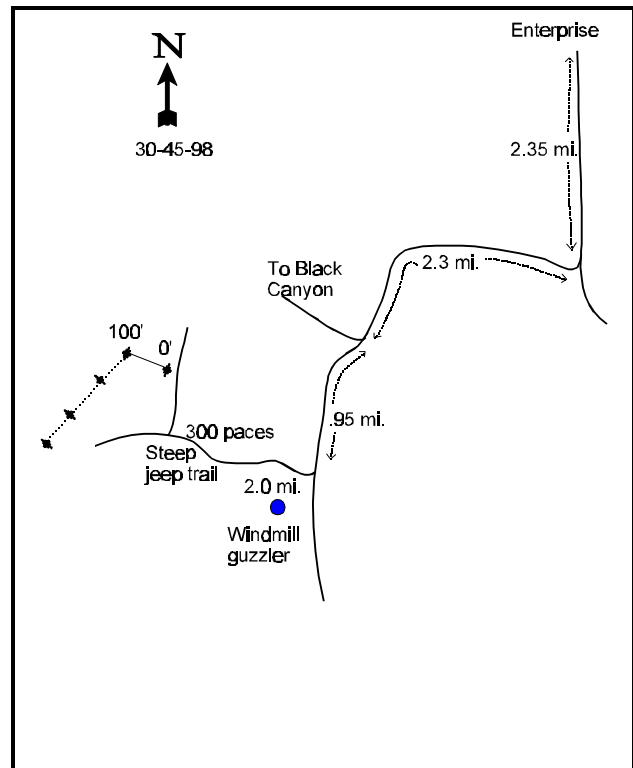 Enterprise
N
30-45-98
2.35 mi.
2.3 mi.
To Black
Canyon
100'
0'
.95 mi.
300 paces
Steep
jeep trail
2.0 mi.
Windmill
guzzler